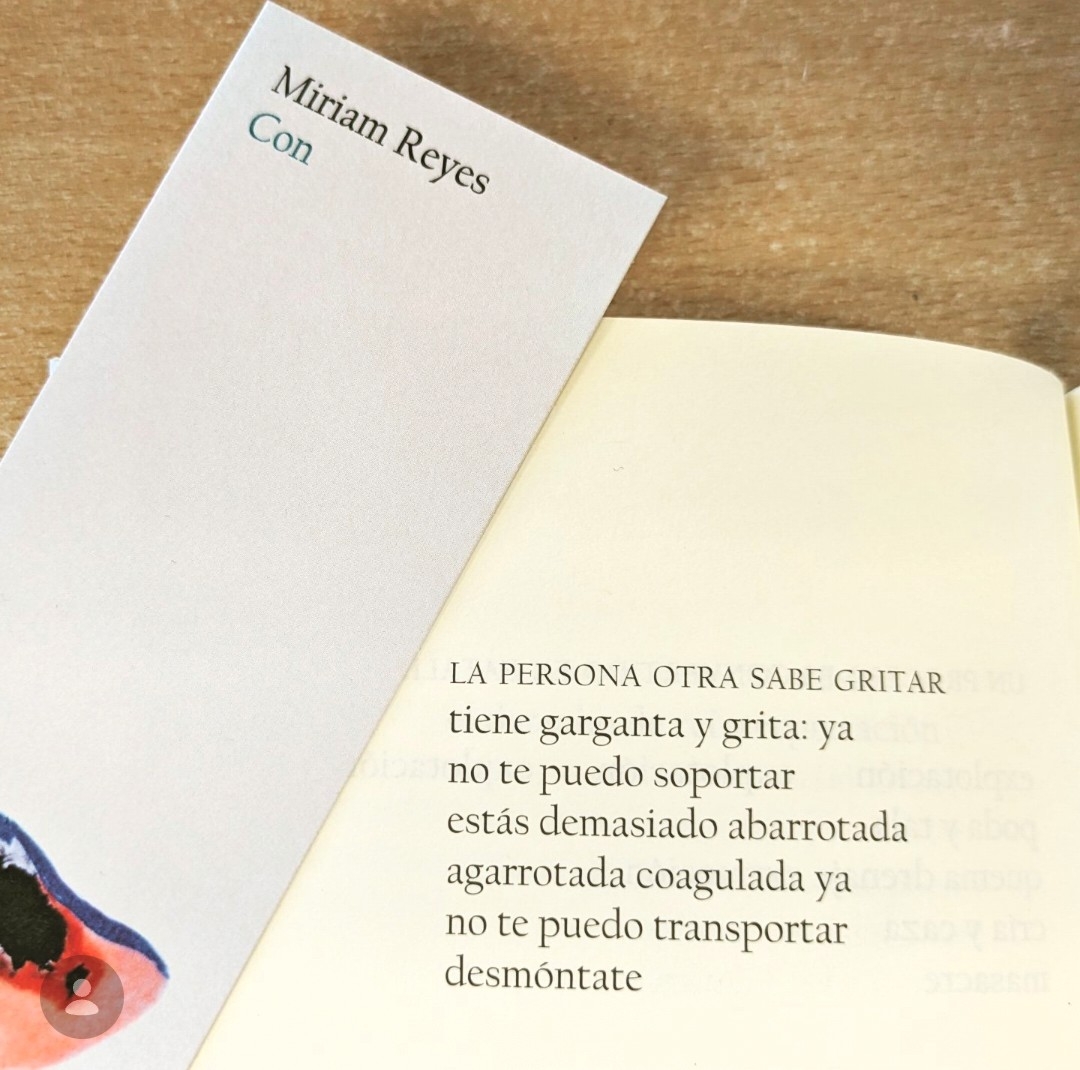 Miriam Reyes
Con
LA PERSONA OTRA SABE GRITAR
tiene garganta y grita: ya
no te puedo soportar
estás demasiado abarrotada
agarrotada coagulada ya
no te puedo transportar
desmóntate